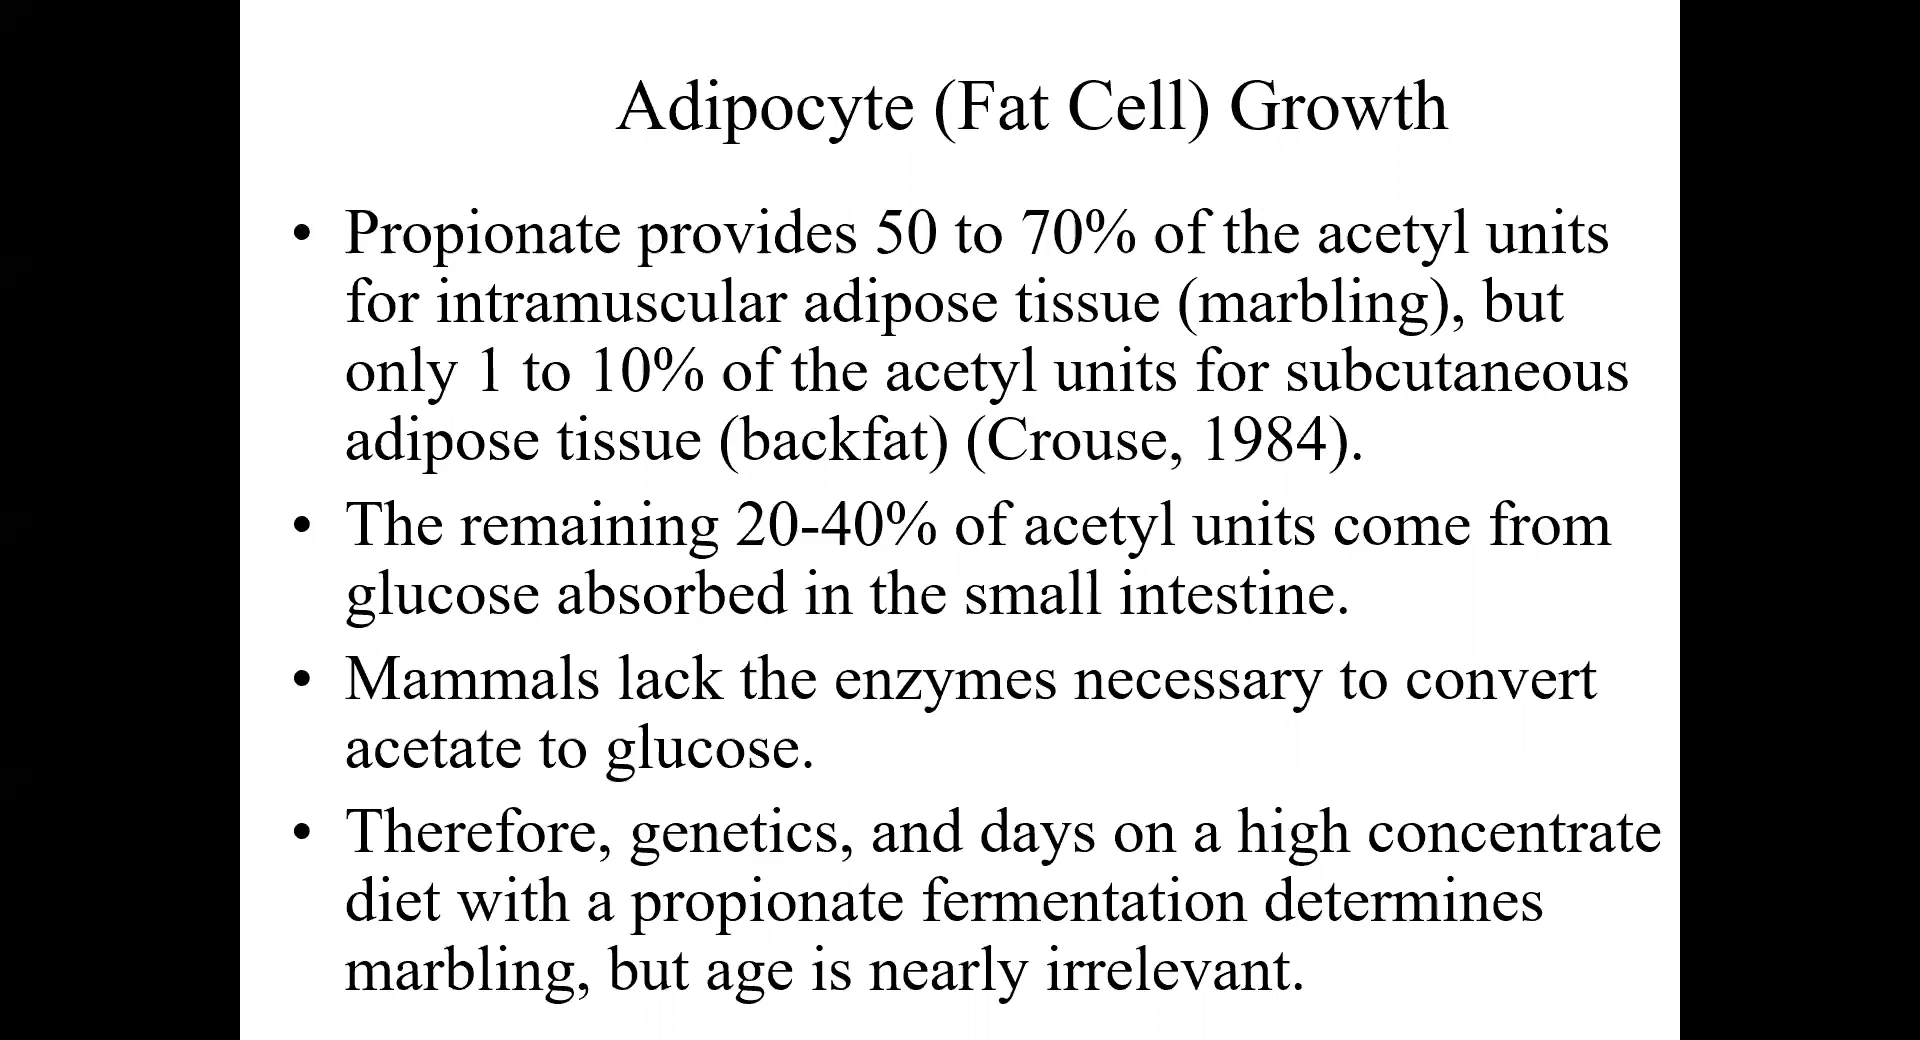 Adipocyte (Fat Cell) Growth
• Propionate provides 50 to 70% of the acetyl units
for intramuscular adipose tissue (marbling), but
only 1 to 10% of the acetyl units for subcutaneous
adipose tissue (backfat) (Crouse, 1984).
• The remaining 20-40% of acetyl units come from
glucose absorbed in the small intestine.
• Mammals lack the enzymes necessary to convert
acetate to glucose.
• Therefore, genetics, and days on a high concentrate
diet with a propionate fermentation determines
marbling, but age is nearly irrelevant.